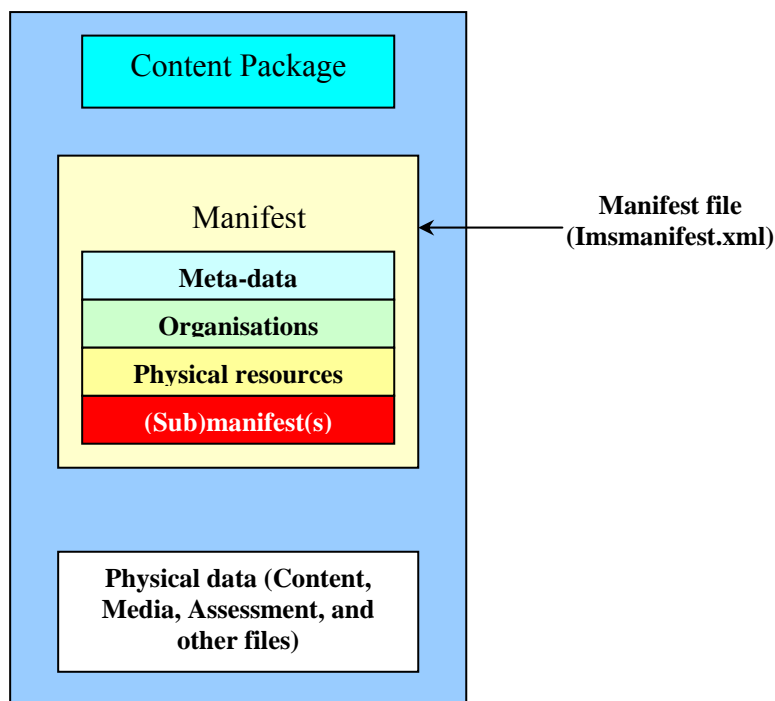 Content Package
Manifest
Manifest file
(Imsmanifest.xml)
Meta-data
Organisations
Physical resources
(Sub)manifest(s)
Physical data (Content,
Media, Assessment, and
other files)